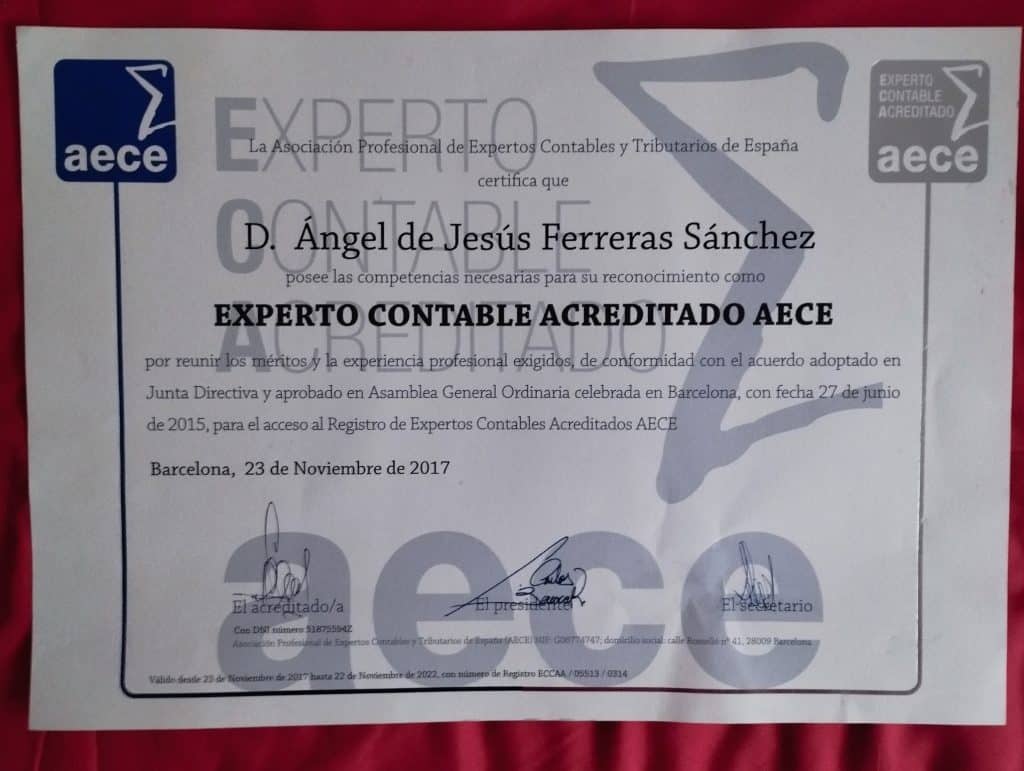 aece
EXPERTO
CONTABLE
ACREDITADO
aece
EXPERTO
CONTABLE
ACREDITADO
La Asociación Profesional de Expertos Contables y Tributarios de España
certifica que
D. Ángel de Jesús Ferreras Sánchez
posee las competencias necesarias para su reconocimiento como
EXPERTO CONTABLE ACREDITADO AECE
por reunir los méritos y la experiencia profesional exigidos, de conformidad con el acuerdo adoptado en
Junta Directiva y aprobado en Asamblea General Ordinaria celebrada en Barcelona, con fecha 27 de junio
de 2015, para el acceso al Registro de Expertos Contables Acreditados AECE
Barcelona, 23 de Noviembre de 2017
aece
El acreditado/a
El presidente
El secretario
Con DNI número 51875594Z
Asociación Profesional de Expertos Contables y Tributarios de España (AECE) NIF: G06774747; domicilio social: calle Rosselló nº 41, 28009 Barcelona
Válido desde 23 de Noviembre de 2017 hasta 22 de Noviembre de 2022, con número de Registro ECCAA / 05513 / 0314